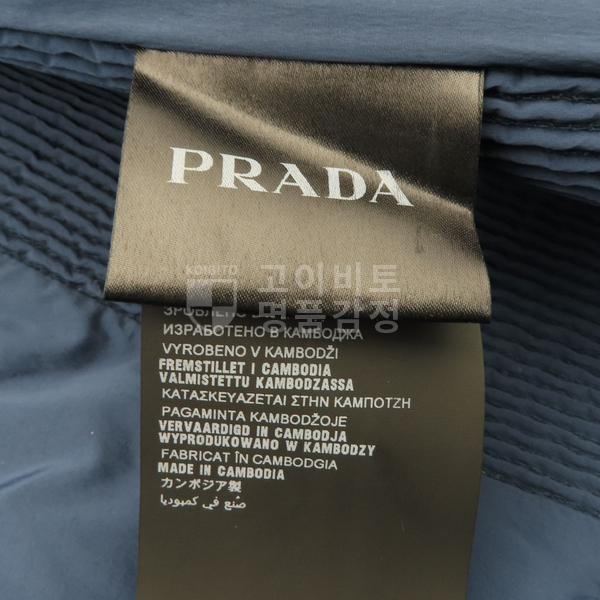 PRADA
KOIBITO
고이비토
명품감정
ЗРОБЛЕНО
ИЗРАБОТЕНО В КАМБОДЖА
VYROBENO V KAMBODŽI
FREMSTILLET I CAMBODIA
VALMISTETTU KAMBODZASSA
ΚΑΤΑΣΚΕΥΑΖΕΤΑΙ ΣΤΗΝ ΚΑΜΠΟΤΖΗ
PAGAMINTA KAMBODŽOJE
VERVAARDIGD IN CAMBODJA
WYPRODUKOWANO W KAMBODZY
FABRICAT ÎN CAMBODGIA
MADE IN CAMBODIA
カンボジア製
صُنع في كمبوديا